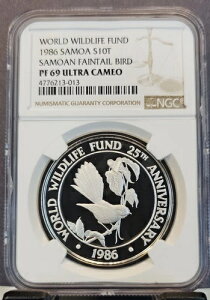 WORLD WILDLIFE FUND
1986 SAMOA S10T
SAMOAN FAINTAIL BIRD
PF 69 ULTRA CAMEO
4776213-013
NGC
NUMISMATIC GUARANTY CORPORATION
WORLD WILDLIFE FUND 25TH ANNIVERSARY
· 1986 ·